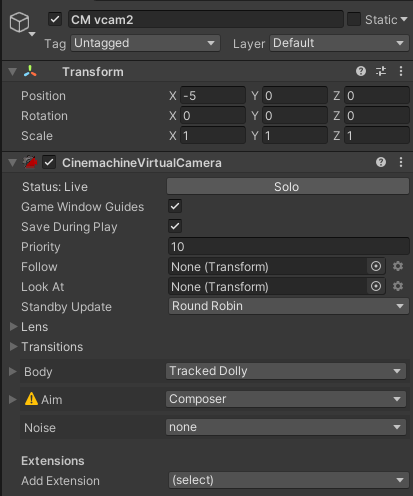 CM vcam2 Static
Tag Untagged Layer Default
Transform
Position X -5 Y 0 Z 0
Rotation X 0 Y 0 Z 0
Scale X 1 Y 1 Z 1
CinemachineVirtualCamera
Status: Live Solo
Game Window Guides
Save During Play
Priority 10
Follow None (Transform)
Look At None (Transform)
Standby Update Round Robin
Lens
Transitions
Body Tracked Dolly
Aim Composer
Noise none
Extensions
Add Extension (select)